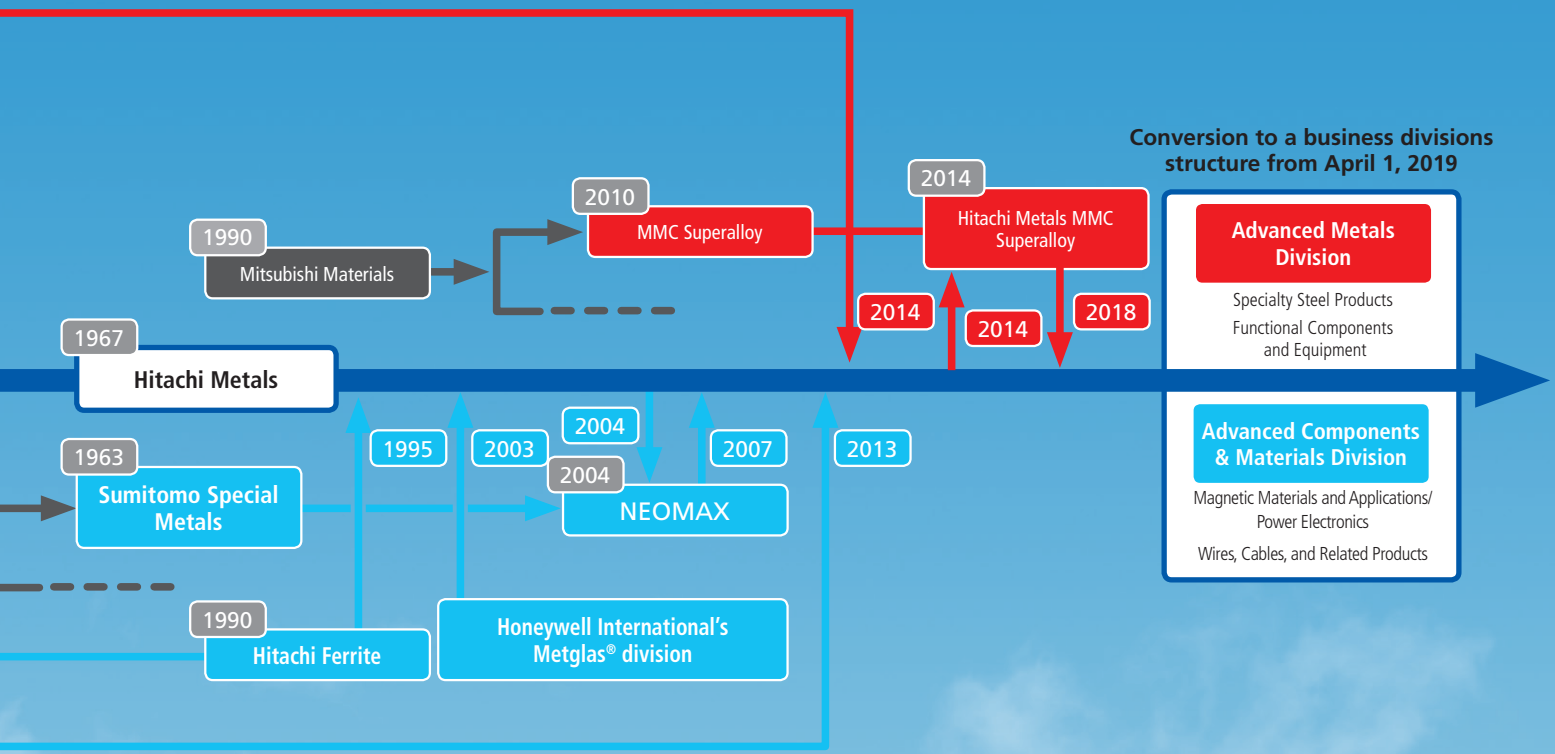 Conversion to a business divisions
structure from April 1, 2019
2014
2010
Hitachi Metals MMC
Superalloy
MMC Superalloy
Advanced Metals
Division
1990
Mitsubishi Materials
Specialty Steel Products
Functional Components
and Equipment
2014
2014
2018
1967
Hitachi Metals
1995
2003
2004
2007
2013
Advanced Components
& Materials Division
1963
Sumitomo Special
Metals
2004
NEOMAX
Magnetic Materials and Applications/
Power Electronics
Wires, Cables, and Related Products
1990
Hitachi Ferrite
Honeywell International’s
Metglas® division